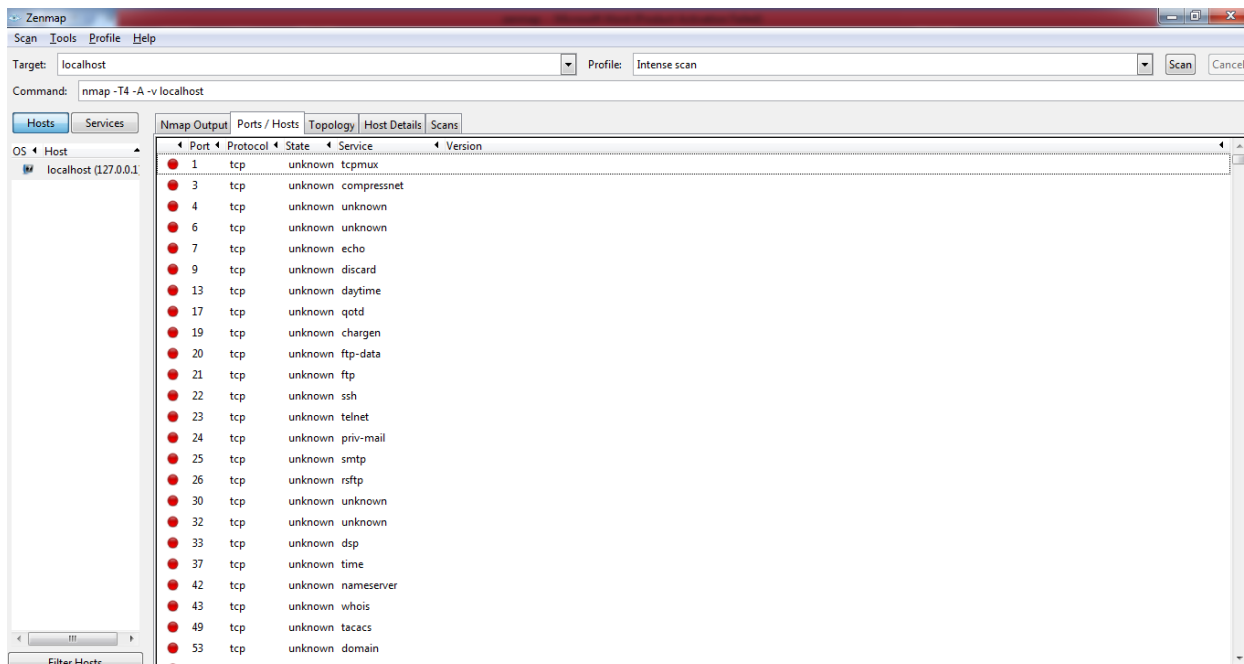 Zenmap
Scan Tools Profile Help
Target: localhost Profile: Intense scan Scan Cancel
Command: nmap -T4 -A -v localhost
Hosts Services Nmap Output Ports / Hosts Topology Host Details Scans
OS Host Port Protocol State Service Version
localhost (127.0.0.1)
1 tcp unknown tcpmux
3 tcp unknown compressnet
4 tcp unknown unknown
6 tcp unknown unknown
7 tcp unknown echo
9 tcp unknown discard
13 tcp unknown daytime
17 tcp unknown qotd
19 tcp unknown chargen
20 tcp unknown ftp-data
21 tcp unknown ftp
22 tcp unknown ssh
23 tcp unknown telnet
24 tcp unknown priv-mail
25 tcp unknown smtp
26 tcp unknown rsftp
30 tcp unknown unknown
32 tcp unknown unknown
33 tcp unknown dsp
37 tcp unknown time
42 tcp unknown nameserver
43 tcp unknown whois
49 tcp unknown tacacs
53 tcp unknown domain
Filter Hosts